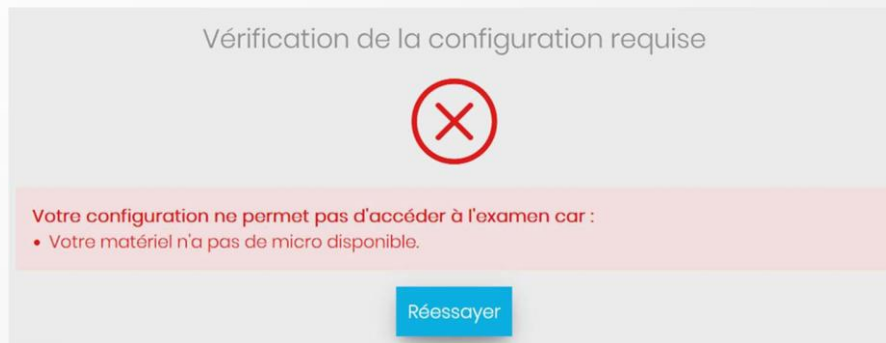 Vérification de la configuration requise
Votre configuration ne permet pas d'accéder à l'examen car :
• Votre matériel n'a pas de micro disponible.
Réessayer